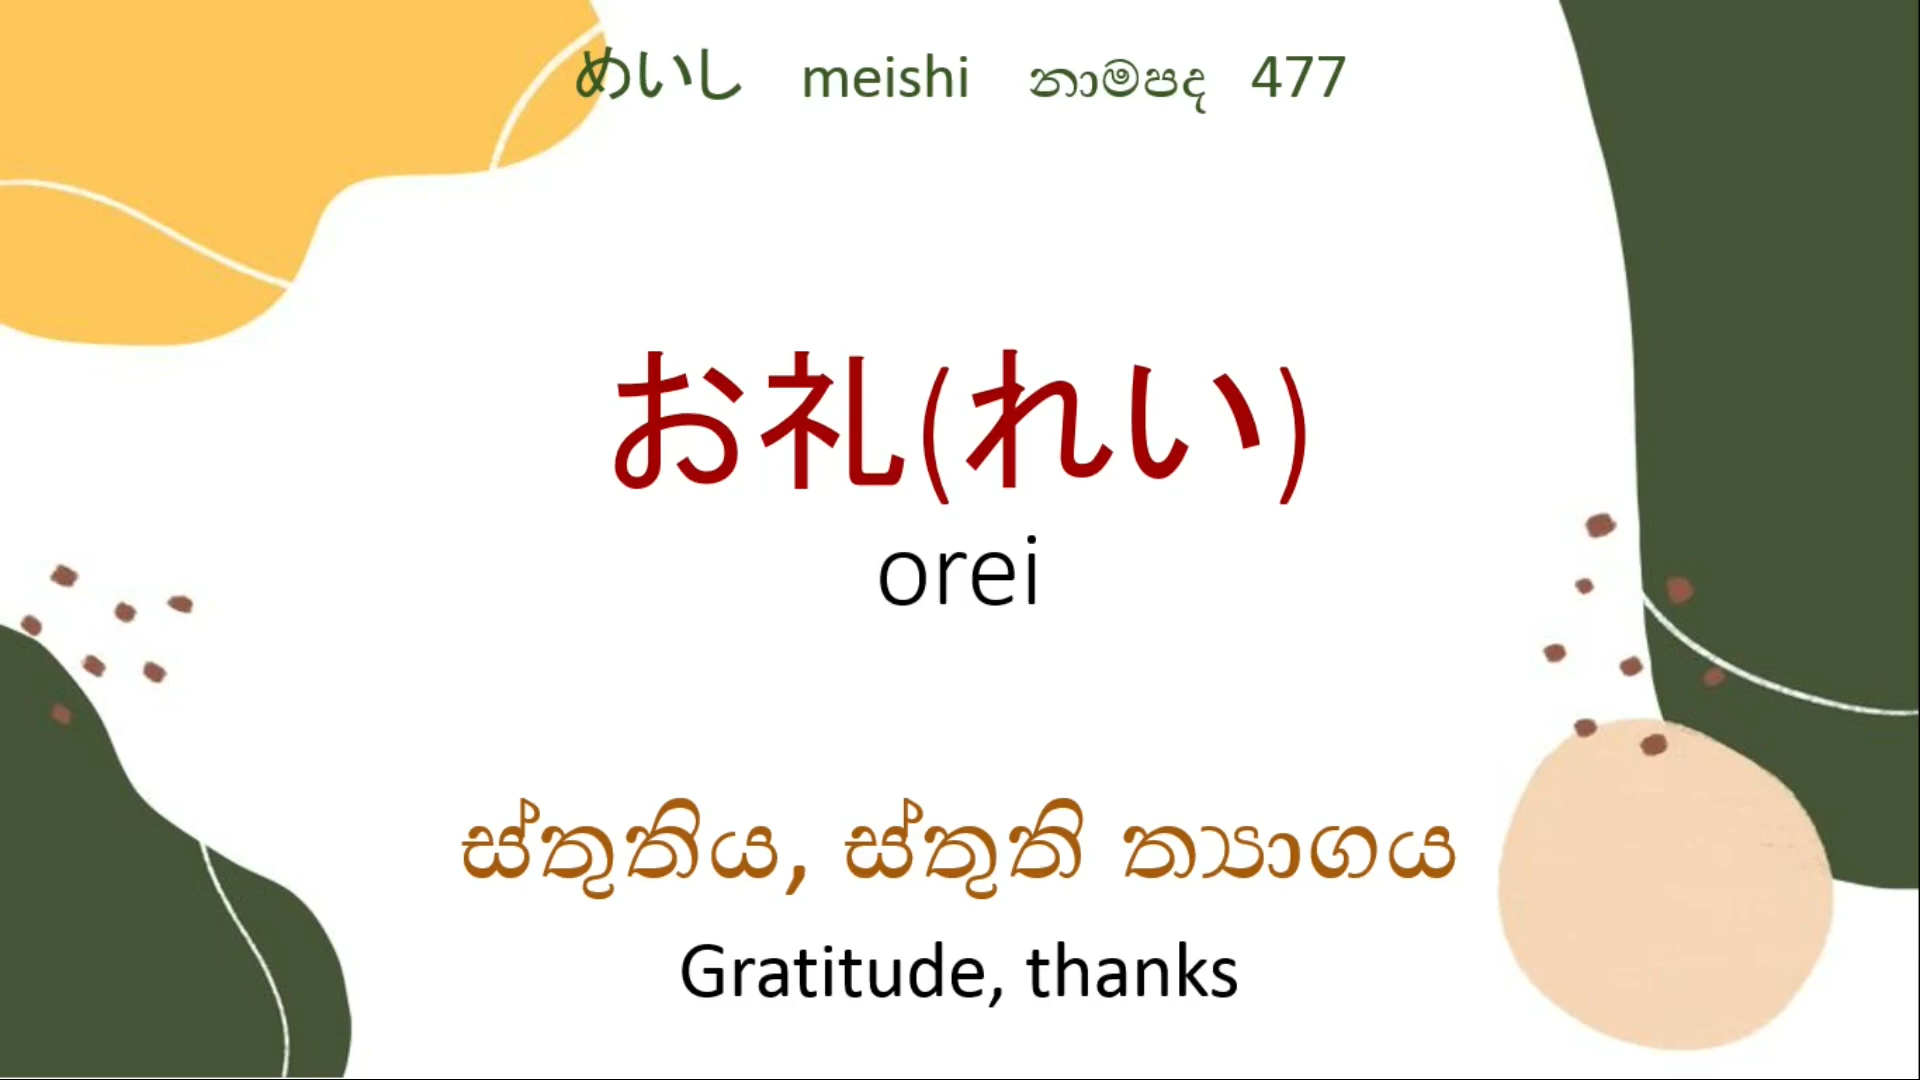 めいし meishi නාමපද 477
お礼(れい)
orei
ස්තුතිය, ස්තුති ත්‍යාගය
Gratitude, thanks